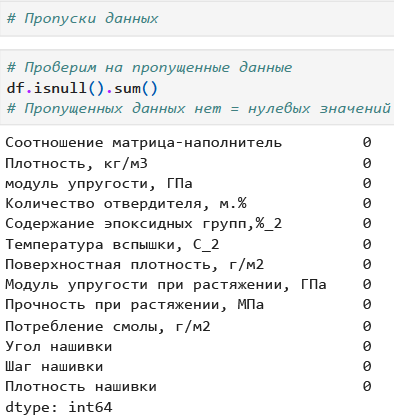 # Пропуски данных
# Проверим на пропущенные данные
df.isnull().sum()
# Пропущенных данных нет = нулевых значений
Соотношение матрица-наполнитель 0
Плотность, кг/м3 0
модуль упругости, ГПа 0
Количество отвердителя, м.% 0
Содержание эпоксидных групп,%_2 0
Температура вспышки, С_2 0
Поверхностная плотность, г/м2 0
Модуль упругости при растяжении, ГПа 0
Прочность при растяжении, МПа 0
Потребление смолы, г/м2 0
Угол нашивки 0
Шаг нашивки 0
Плотность нашивки 0
dtype: int64